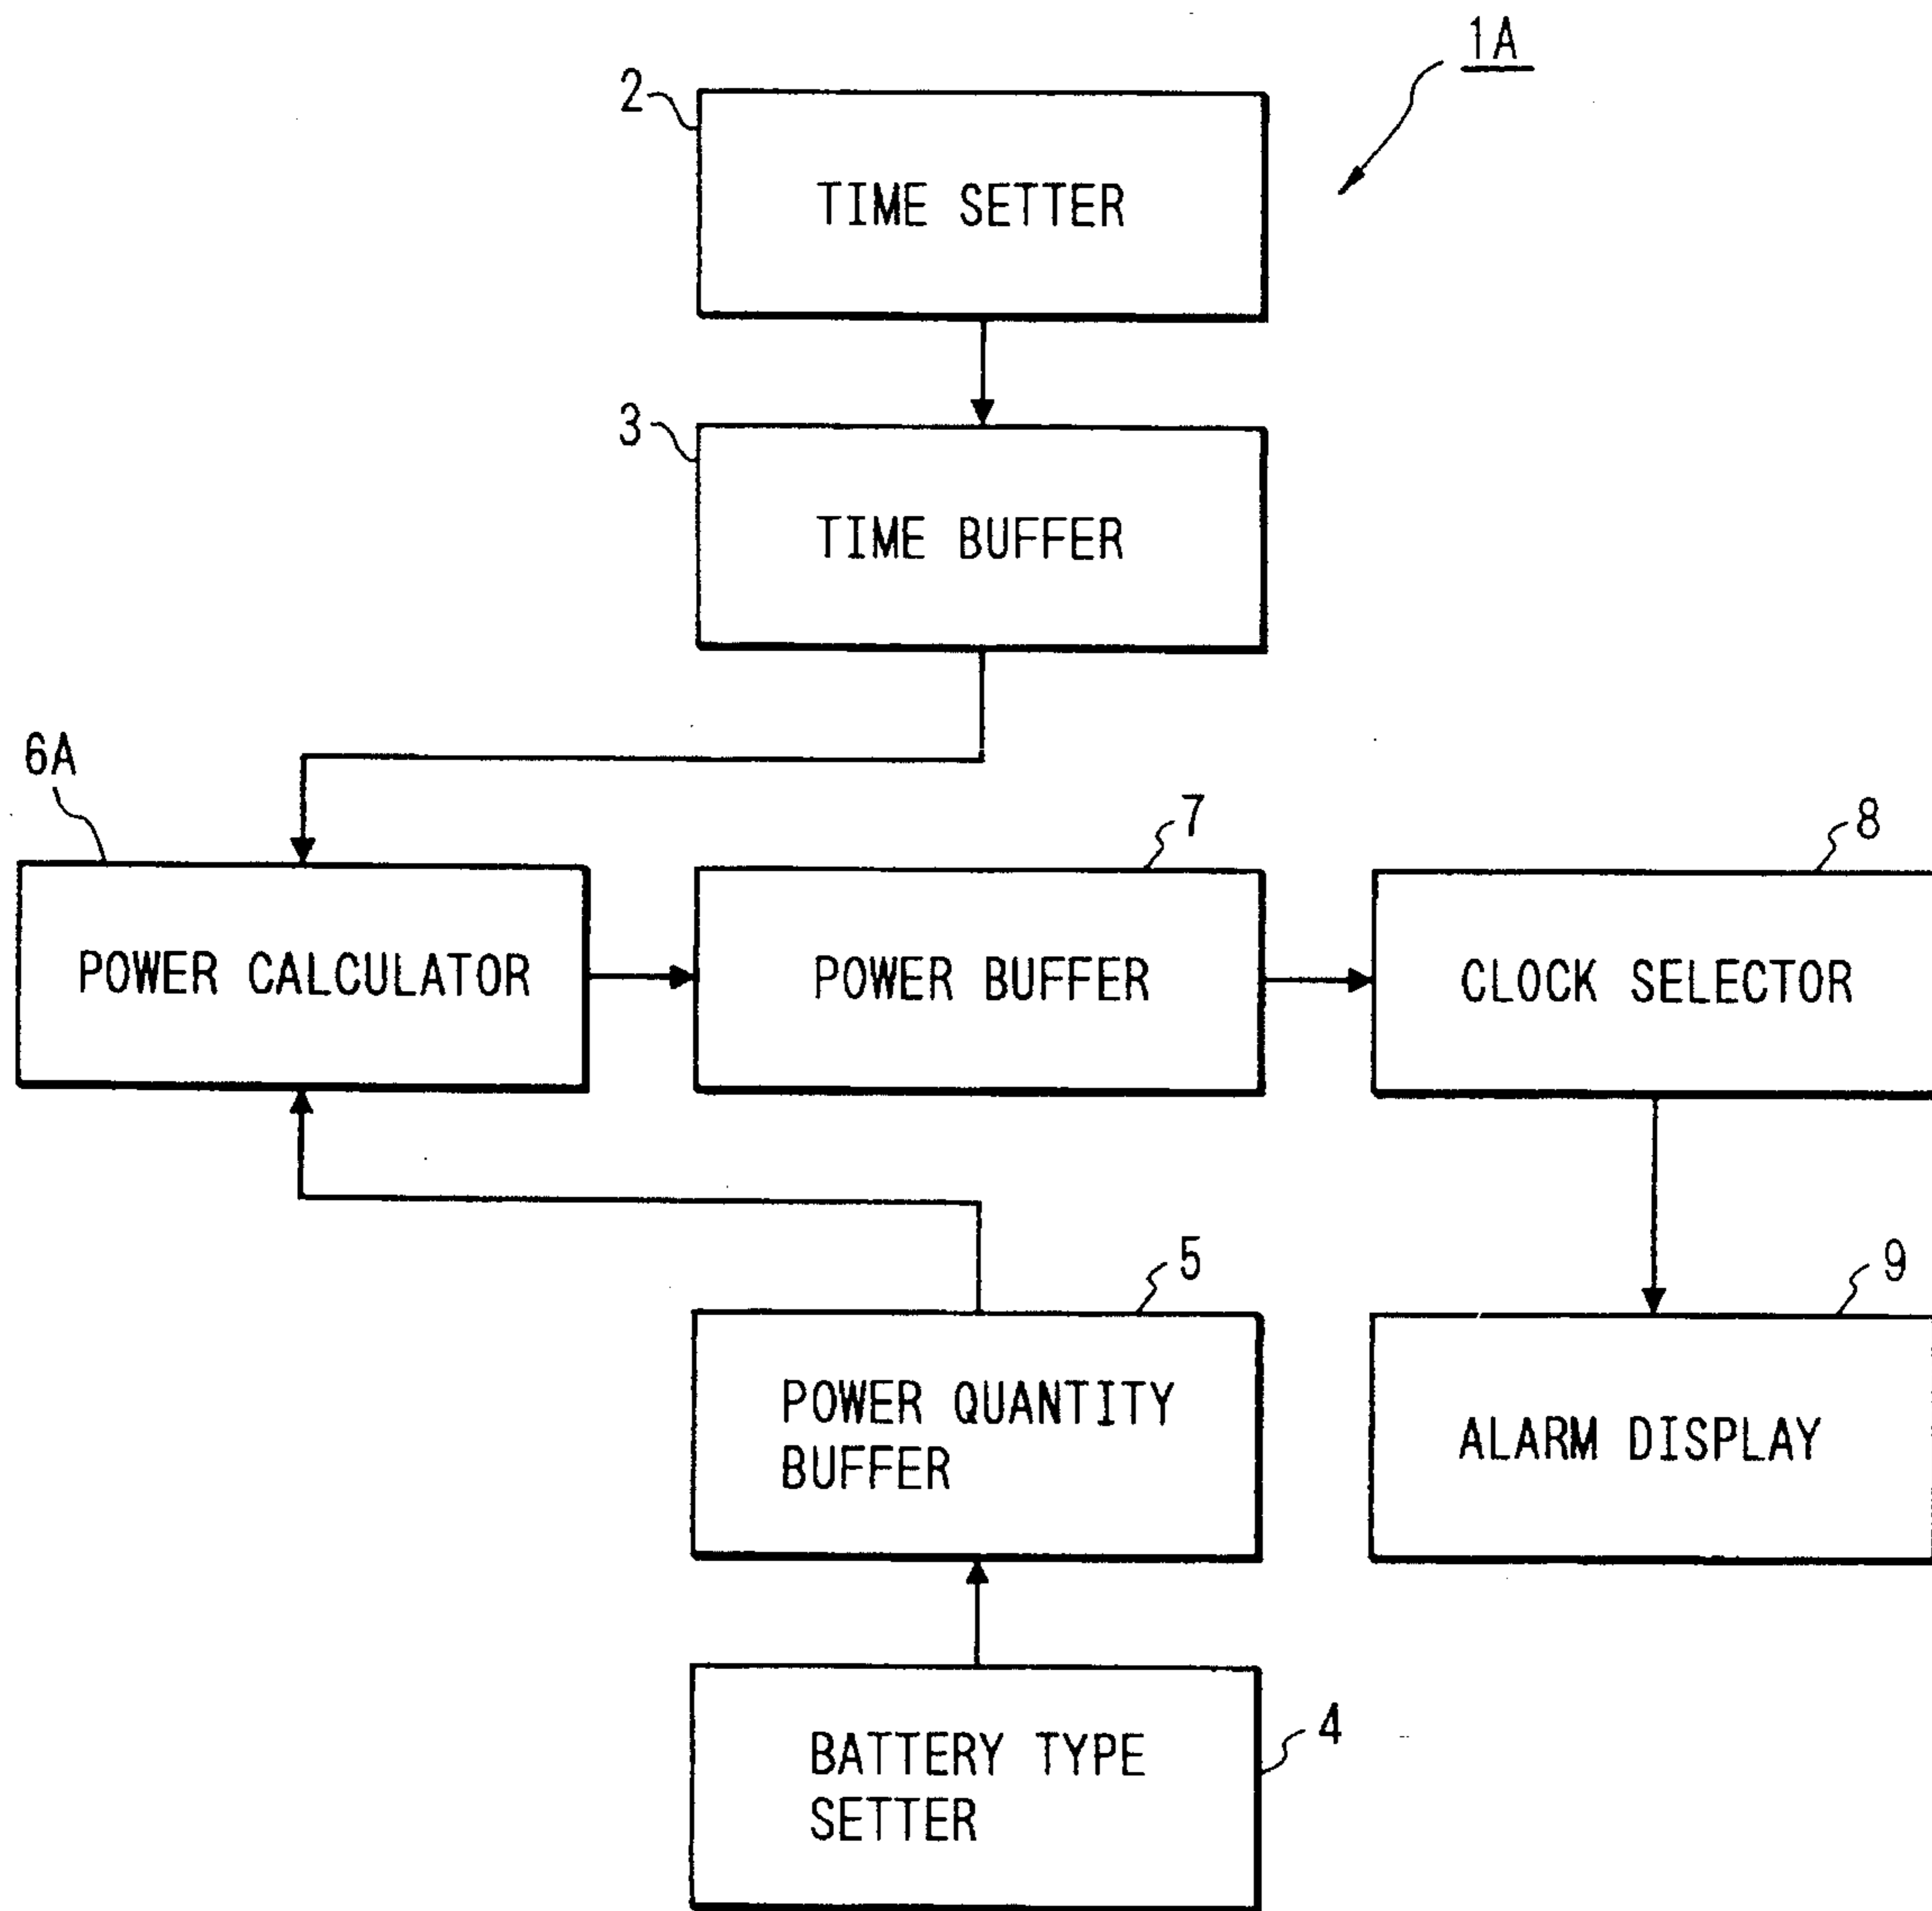 1A
2
TIME SETTER
3
TIME BUFFER
6A
7
8
POWER CALCULATOR
POWER BUFFER
CLOCK SELECTOR
5
9
POWER QUANTITY
BUFFER
ALARM DISPLAY
4
BATTERY TYPE
SETTER